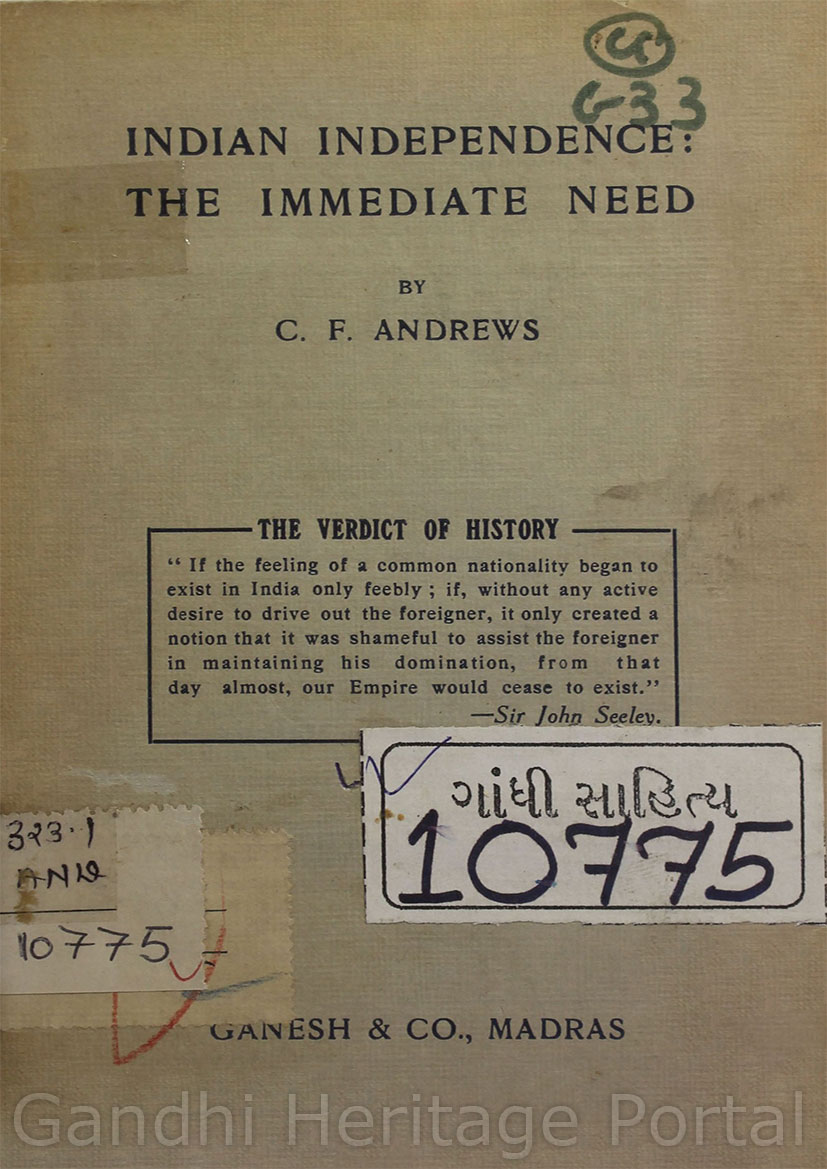 G-33
INDIAN INDEPENDENCE:
THE IMMEDIATE NEED
BY
C. F. ANDREWS
THE VERDICT OF HISTORY
“ If the feeling of a common nationality began to
exist in India only feebly ; if, without any active
desire to drive out the foreigner, it only created a
notion that it was shameful to assist the foreigner
in maintaining his domination, from that
day almost, our Empire would cease to exist.”
—Sir John Seeley.
ગાંધી સાહિત્ય
10775
323.1
AND
10775
GANESH & CO., MADRAS
Gandhi Heritage Portal